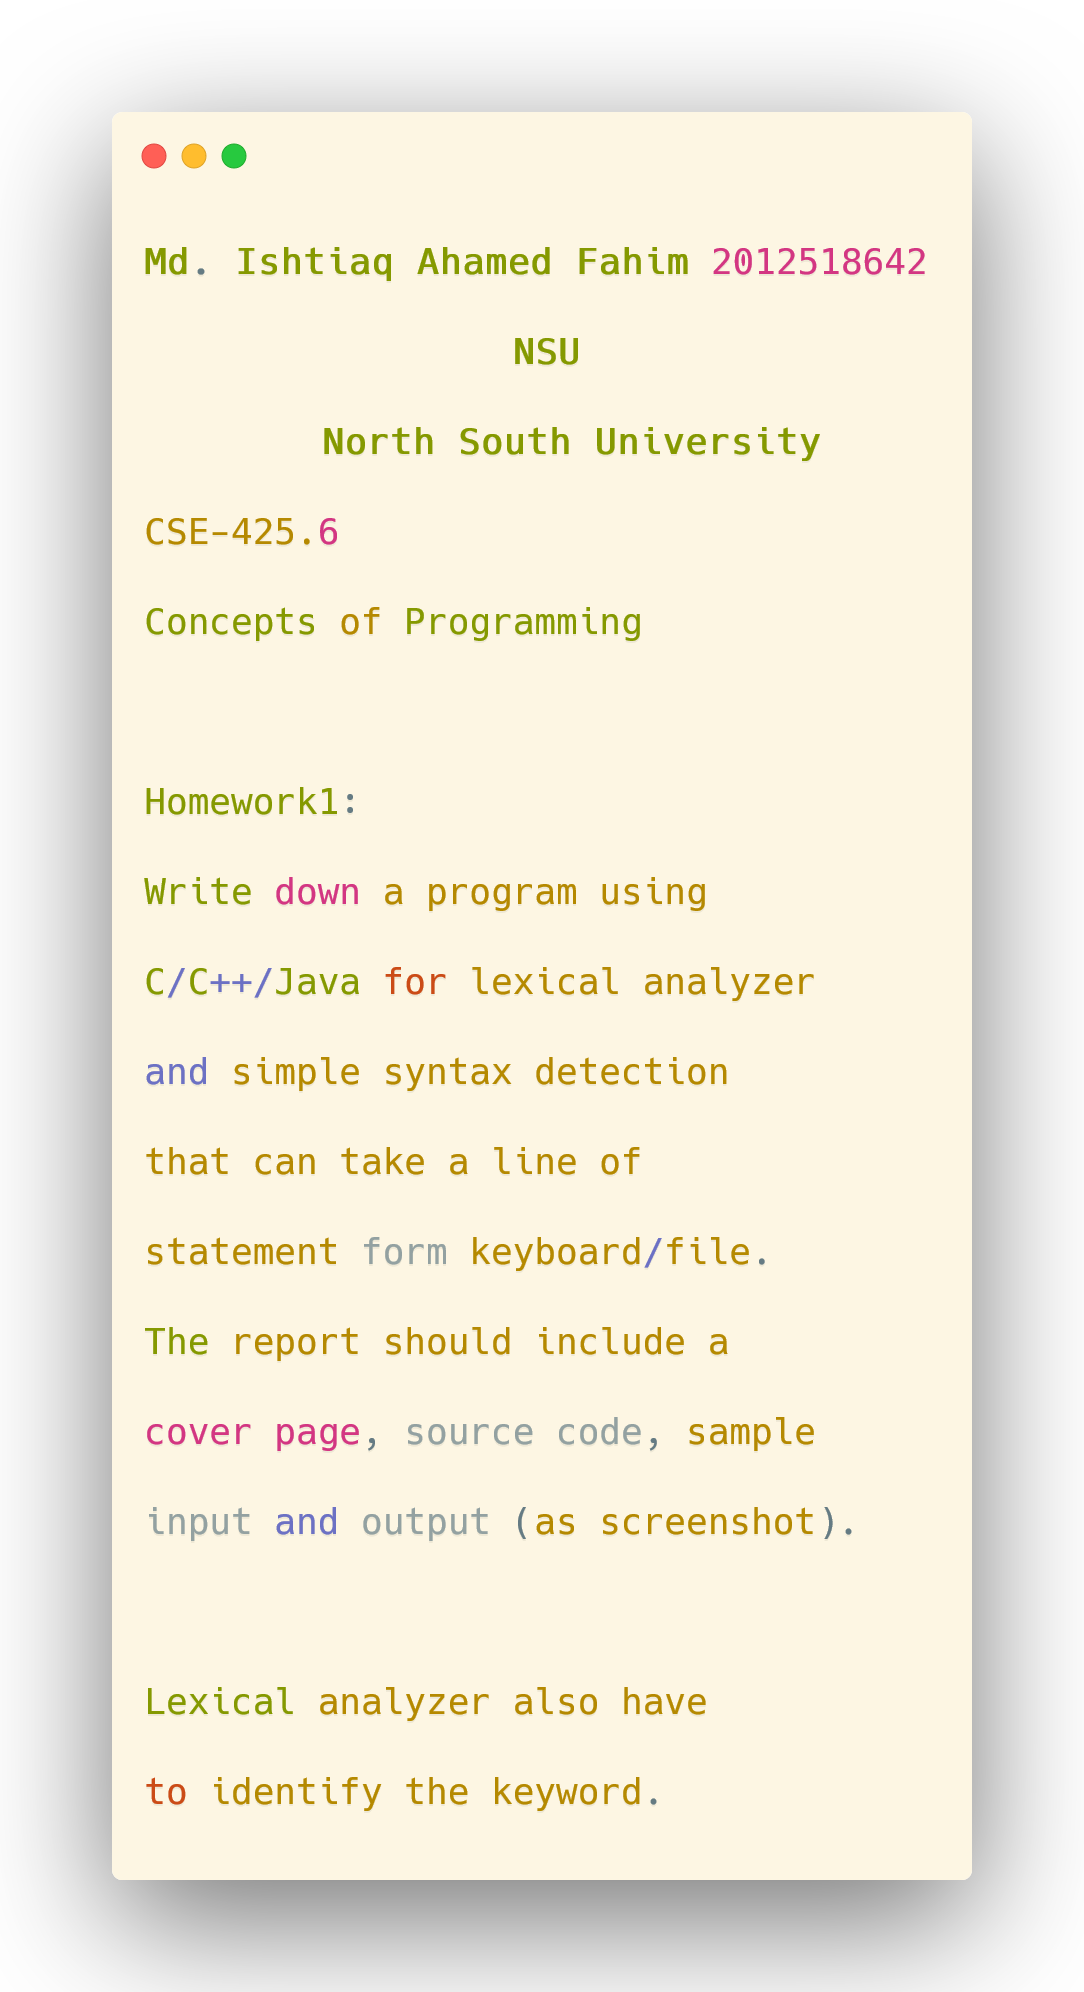 Md. Ishtiaq Ahamed Fahim 2012518642
NSU
North South University
CSE-425.6
Concepts of Programming
Homework1:
Write down a program using
C/C++/Java for lexical analyzer
and simple syntax detection
that can take a line of
statement form keyboard/file.
The report should include a
cover page, source code, sample
input and output (as screenshot).
Lexical analyzer also have
to identify the keyword.